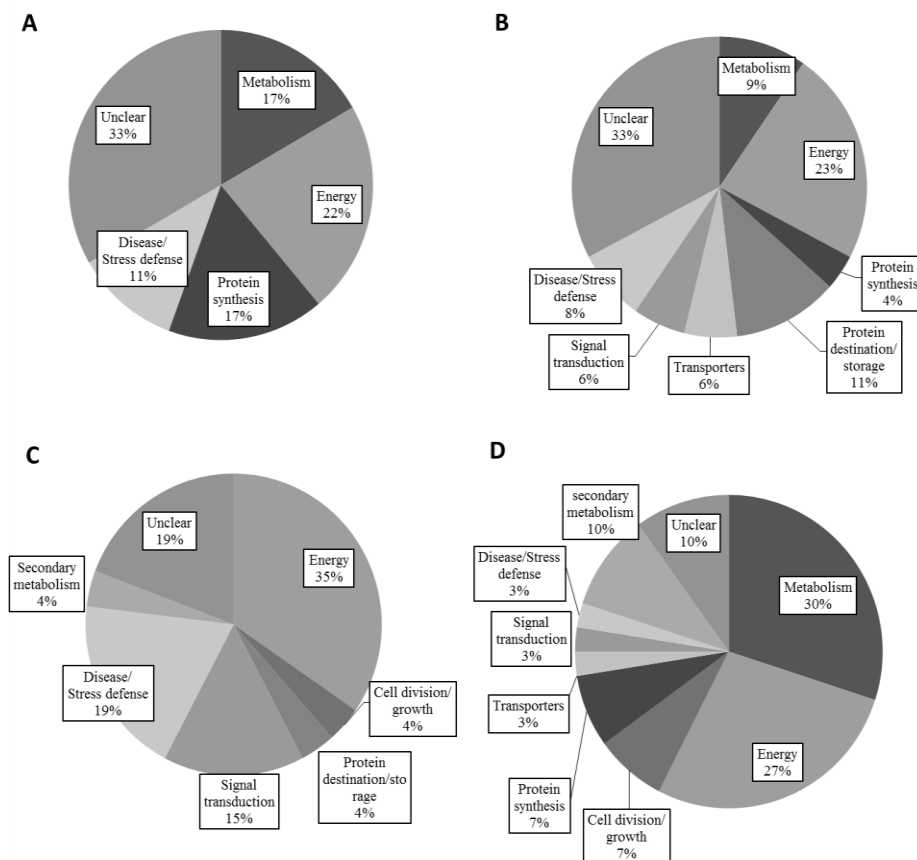 A
Metabolism
17%
Energy
22%
Protein
synthesis
17%
Disease/
Stress defense
11%
Unclear
33%
B
Metabolism
9%
Energy
23%
Protein
synthesis
4%
Protein
destination/
storage
11%
Transporters
6%
Signal
transduction
6%
Disease/Stress
defense
8%
Unclear
33%
C
Energy
35%
Cell division/
growth
4%
Protein
destination/sto
rage
4%
Signal
transduction
15%
Disease/
Stress defense
19%
Secondary
metabolism
4%
Unclear
19%
D
Metabolism
30%
Energy
27%
Cell division/
growth
7%
Protein
synthesis
7%
Transporters
3%
Signal
transduction
3%
Disease/Stress
defense
3%
secondary
metabolism
10%
Unclear
10%